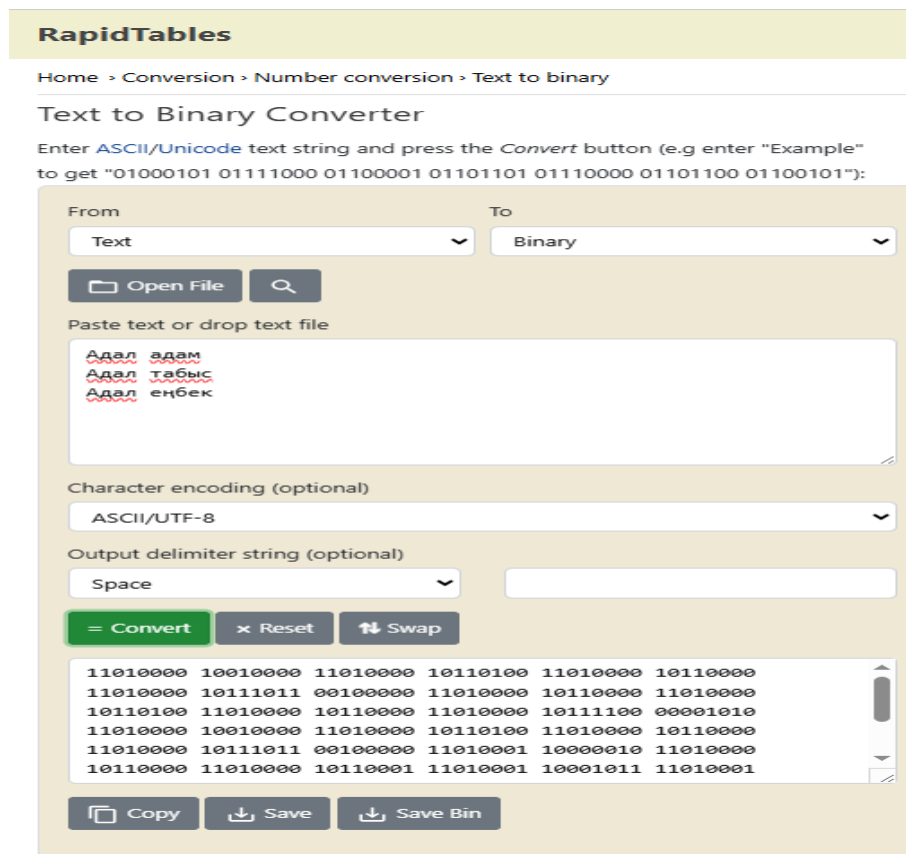 RapidTables
Home › Conversion › Number conversion › Text to binary
Text to Binary Converter
Enter ASCII/Unicode text string and press the Convert button (e.g enter "Example"
to get "01000101 01111000 01100001 01101101 01110000 01101100 01100101"):
From To
Text Binary
Open File
Paste text or drop text file
Адал адам
Адал табыс
Адал еңбек
Character encoding (optional)
ASCII/UTF-8
Output delimiter string (optional)
Space
= Convert × Reset Swap
11010000 10010000 11010000 10110100 11010000 10110000
11010000 10111011 00100000 11010000 10110000 11010000
10110100 11010000 10110000 11010000 10111100 00001010
11010000 10010000 11010000 10110100 11010000 10110000
11010000 10111011 00100000 11010001 10000010 11010000
10110000 11010000 10110001 11010001 10001011 11010001
Copy Save Save Bin